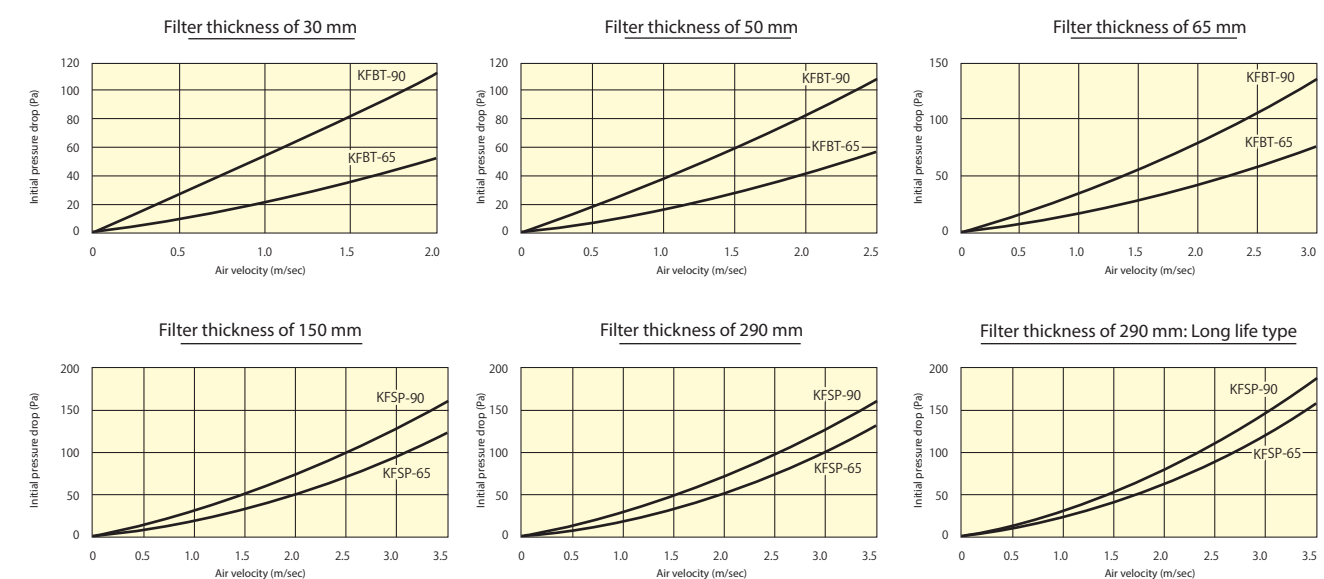 Filter thickness of 30 mm
Initial pressure drop (Pa)
120
100
80
60
40
20
0
KFBT-90
KFBT-65
0 0.5 1.0 1.5 2.0
Air velocity (m/sec)
Filter thickness of 50 mm
Initial pressure drop (Pa)
120
100
80
60
40
20
0
KFBT-90
KFBT-65
0 0.5 1.0 1.5 2.0 2.5
Air velocity (m/sec)
Filter thickness of 65 mm
Initial pressure drop (Pa)
150
100
50
0
KFBT-90
KFBT-65
0 0.5 1.0 1.5 2.0 2.5 3.0
Air velocity (m/sec)
Filter thickness of 150 mm
Initial pressure drop (Pa)
200
150
100
50
0
KFSP-90
KFSP-65
0 0.5 1.0 1.5 2.0 2.5 3.0 3.5
Air velocity (m/sec)
Filter thickness of 290 mm
Initial pressure drop (Pa)
200
150
100
50
0
KFSP-90
KFSP-65
0 0.5 1.0 1.5 2.0 2.5 3.0 3.5
Air velocity (m/sec)
Filter thickness of 290 mm: Long life type
Initial pressure drop (Pa)
200
150
100
50
0
KFSP-90
KFSP-65
0 0.5 1.0 1.5 2.0 2.5 3.0 3.5
Air velocity (m/sec)